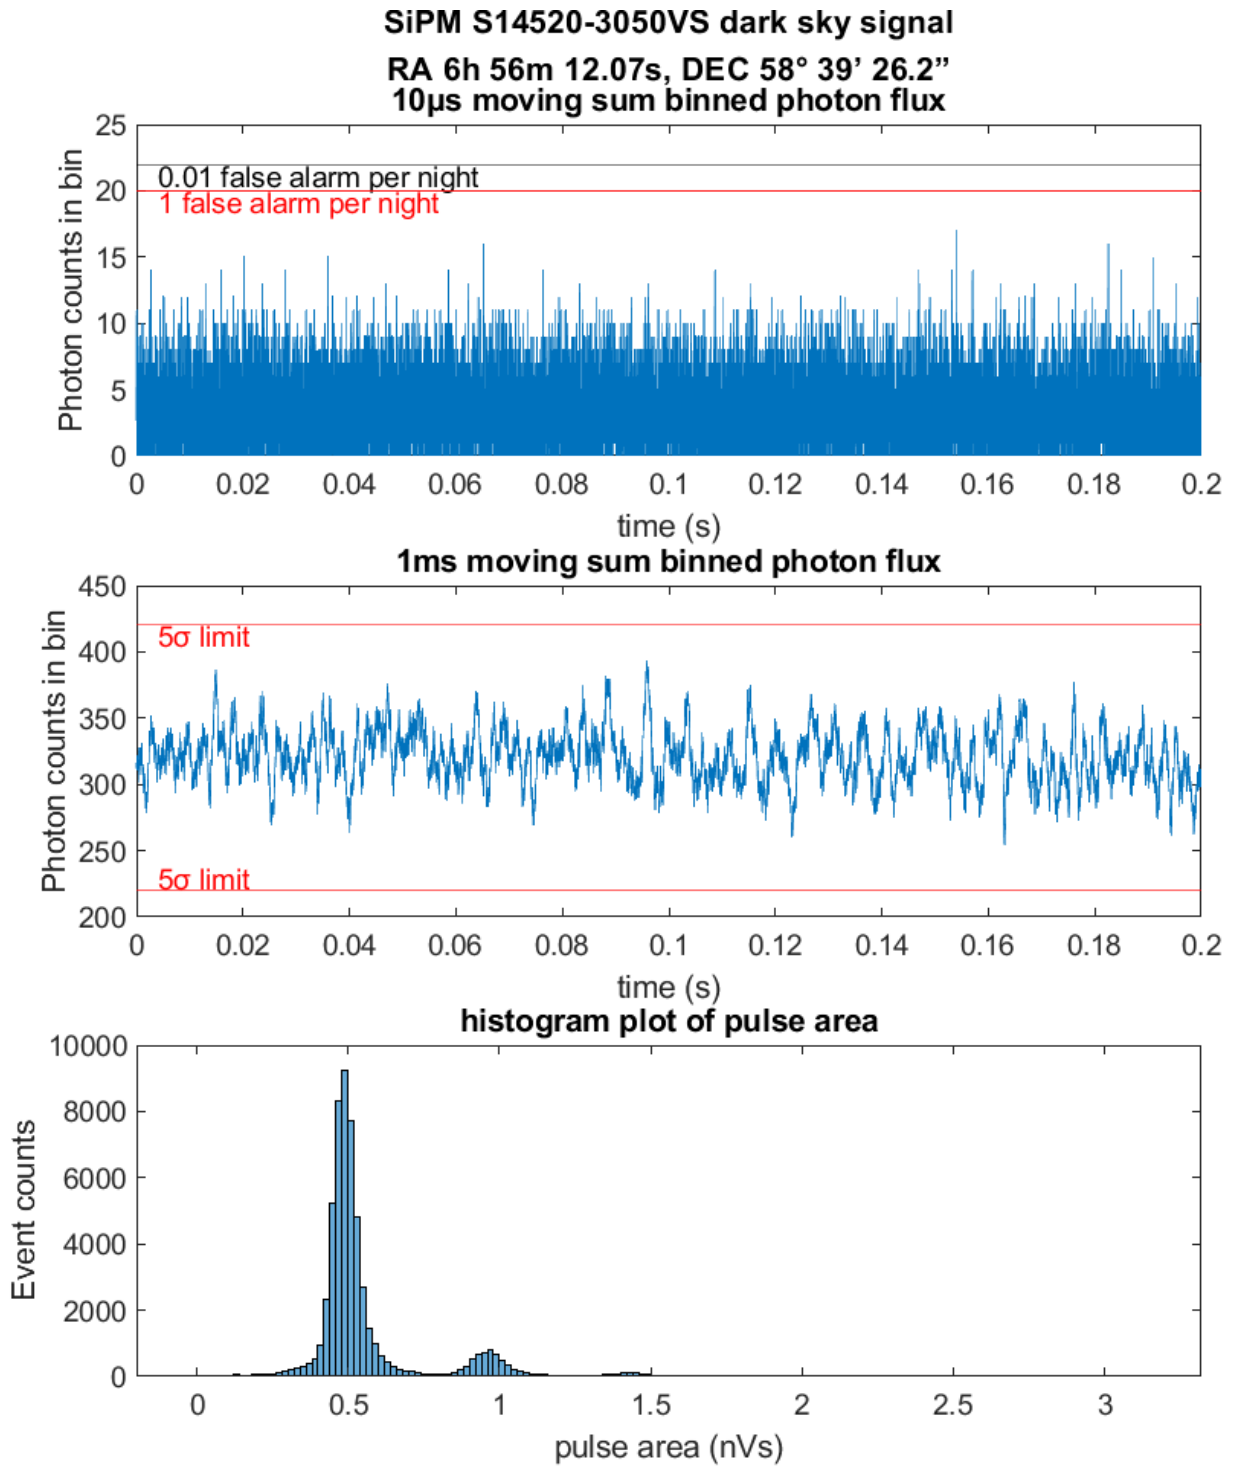 SiPM S14520-3050VS dark sky signal
RA 6h 56m 12.07s, DEC 58° 39’ 26.2”
10μs moving sum binned photon flux
Photon counts in bin
25
20
15
10
5
0
0.01 false alarm per night
1 false alarm per night
0 0.02 0.04 0.06 0.08 0.1 0.12 0.14 0.16 0.18 0.2
time (s)
1ms moving sum binned photon flux
Photon counts in bin
450
400
350
300
250
200
5σ limit
5σ limit
0 0.02 0.04 0.06 0.08 0.1 0.12 0.14 0.16 0.18 0.2
time (s)
histogram plot of pulse area
Event counts
10000
8000
6000
4000
2000
0
0 0.5 1 1.5 2 2.5 3
pulse area (nVs)